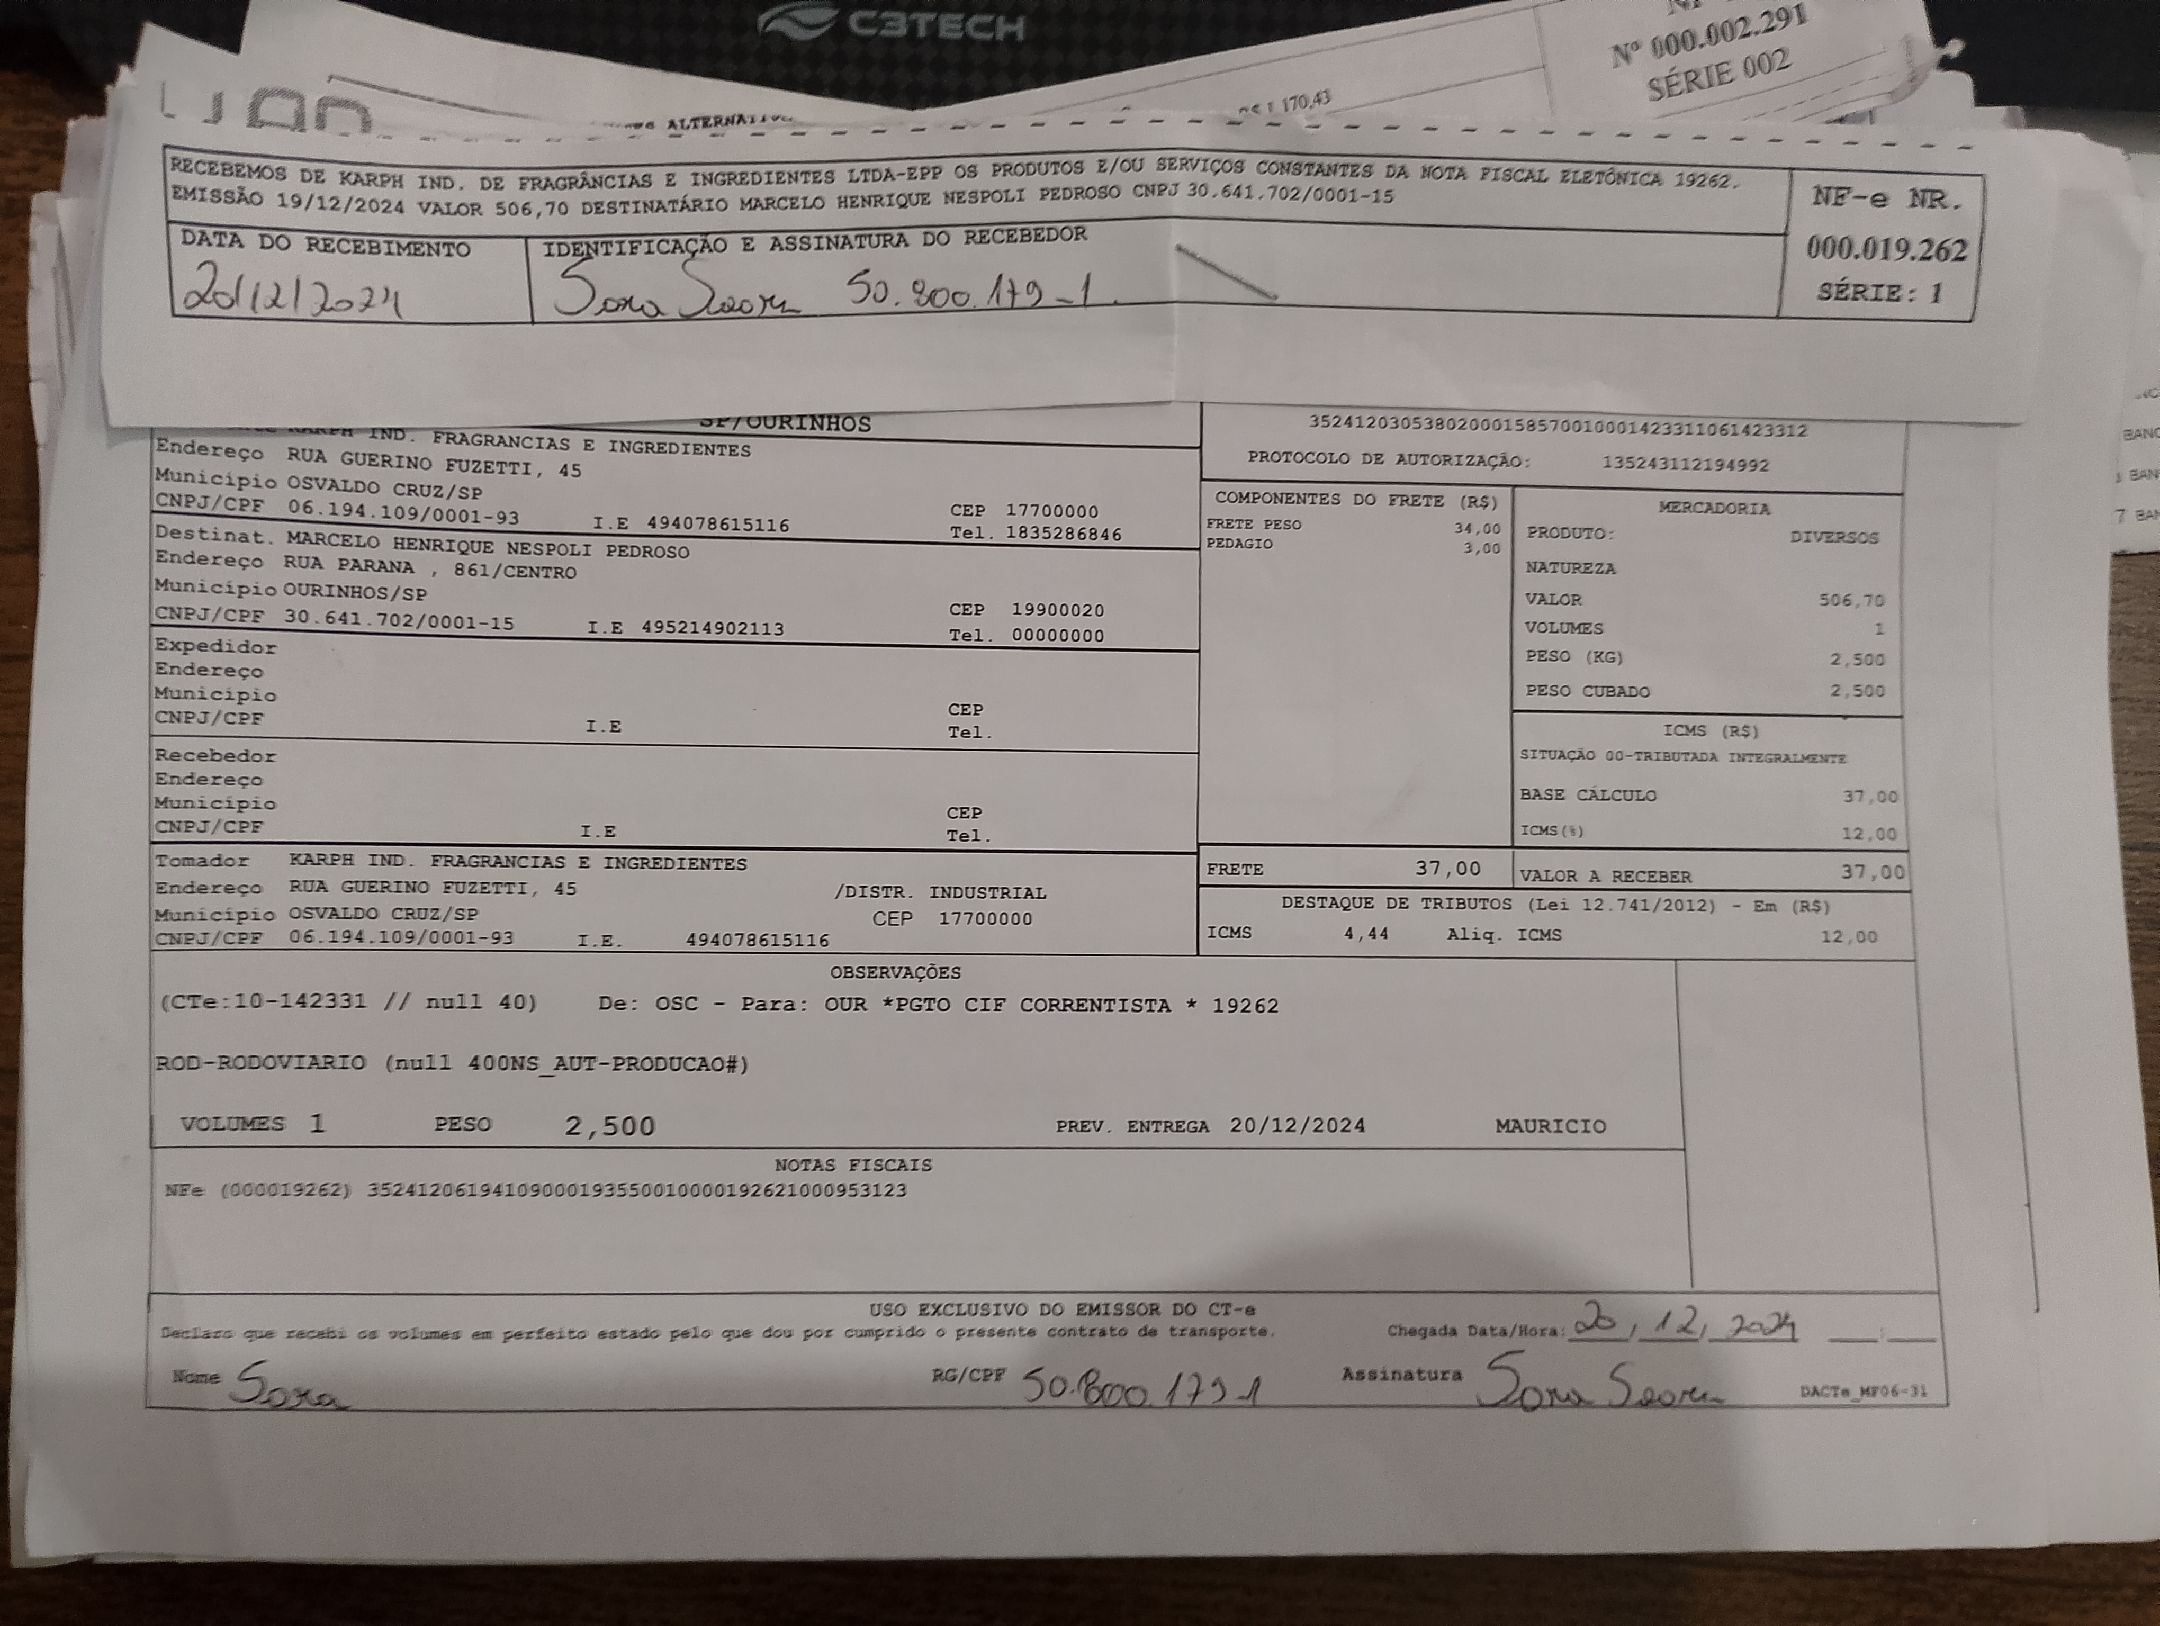 C3TECH
Nº 000.002.291
SÉRIE 002
170,43
RECEBEMOS DE KARPH IND. DE FRAGRÂNCIAS E INGREDIENTES LTDA-EPP OS PRODUTOS E/OU SERVIÇOS CONSTANTES DA NOTA FISCAL ELETÔNICA 19262.
EMISSÃO 19/12/2024 VALOR 506,70 DESTINATÁRIO MARCELO HENRIQUE NESPOLI PEDROSO CNPJ 30.641.702/0001-15
NF-e NR.
000.019.262
SÉRIE: 1
DATA DO RECEBIMENTO
20/12/2024
IDENTIFICAÇÃO E ASSINATURA DO RECEBEDOR
50.800.179-1
SP/OURINHOS
KARPH IND. FRAGRANCIAS E INGREDIENTES
Endereço RUA GUERINO FUZETTI, 45
Município OSVALDO CRUZ/SP
CEP 17700000
CNPJ/CPF 06.194.109/0001-93 I.E 494078615116 Tel. 1835286846
Destinat. MARCELO HENRIQUE NESPOLI PEDROSO
Endereço RUA PARANA , 861/CENTRO
Município OURINHOS/SP
CEP 19900020
CNPJ/CPF 30.641.702/0001-15 I.E 495214902113 Tel. 00000000
Expedidor
Endereço
Município
CEP
CNPJ/CPF I.E Tel.
Recebedor
Endereço
Município
CEP
CNPJ/CPF I.E Tel.
Tomador KARPH IND. FRAGRANCIAS E INGREDIENTES
Endereço RUA GUERINO FUZETTI, 45 /DISTR. INDUSTRIAL
Município OSVALDO CRUZ/SP CEP 17700000
CNPJ/CPF 06.194.109/0001-93 I.E. 494078615116
35241203053802000158570010001423311061423312
PROTOCOLO DE AUTORIZAÇÃO: 135243112194992
COMPONENTES DO FRETE (R$)
FRETE PESO 34,00
PEDAGIO 3,00
MERCADORIA
PRODUTO: DIVERSOS
NATUREZA
VALOR 506,70
VOLUMES 1
PESO (KG) 2,500
PESO CUBADO 2,500
ICMS (R$)
SITUAÇÃO 00-TRIBUTADA INTEGRALMENTE
BASE CÁLCULO 37,00
ICMS(%) 12,00
FRETE 37,00
VALOR A RECEBER 37,00
DESTAQUE DE TRIBUTOS (Lei 12.741/2012) - Em (R$)
ICMS 4,44 Aliq. ICMS 12,00
OBSERVAÇÕES
(CTe:10-142331 // null 40) De: OSC - Para: OUR *PGTO CIF CORRENTISTA * 19262
ROD-RODOVIARIO (null 400NS_AUT-PRODUCAO#)
VOLUMES 1 PESO 2,500 PREV. ENTREGA 20/12/2024 MAURICIO
NOTAS FISCAIS
NFe (000019262) 35241206194109000193550010000192621000953123
USO EXCLUSIVO DO EMISSOR DO CT-e
Declaro que recebi os volumes em perfeito estado pelo que dou por cumprido o presente contrato de transporte.
Chegada Data/Hora: 20, 12, 2024 __:__
Nome
RG/CPF 50.800.179-1
Assinatura
DACTe_MF06-31